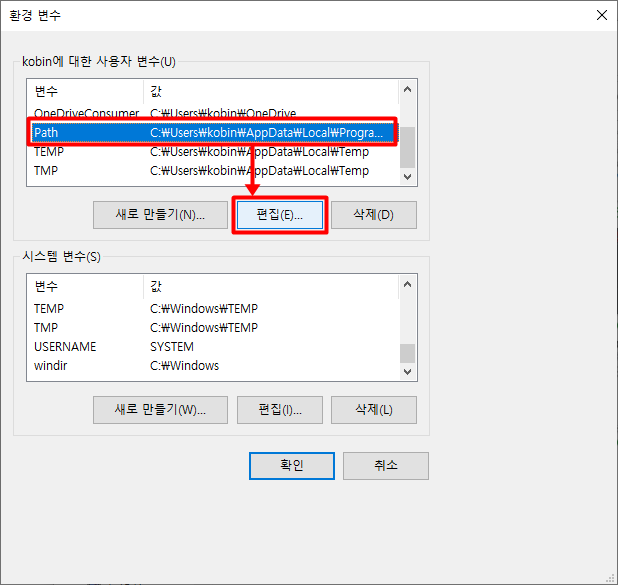 환경 변수
kobin에 대한 사용자 변수(U)
변수 값
OneDriveConsumer C:₩Users₩kobin₩OneDrive
Path C:₩Users₩kobin₩AppData₩Local₩Progra...
TEMP C:₩Users₩kobin₩AppData₩Local₩Temp
TMP C:₩Users₩kobin₩AppData₩Local₩Temp
새로 만들기(N)... 편집(E)... 삭제(D)
시스템 변수(S)
변수 값
TEMP C:₩Windows₩TEMP
TMP C:₩Windows₩TEMP
USERNAME SYSTEM
windir C:₩Windows
새로 만들기(W)... 편집(I)... 삭제(L)
확인 취소